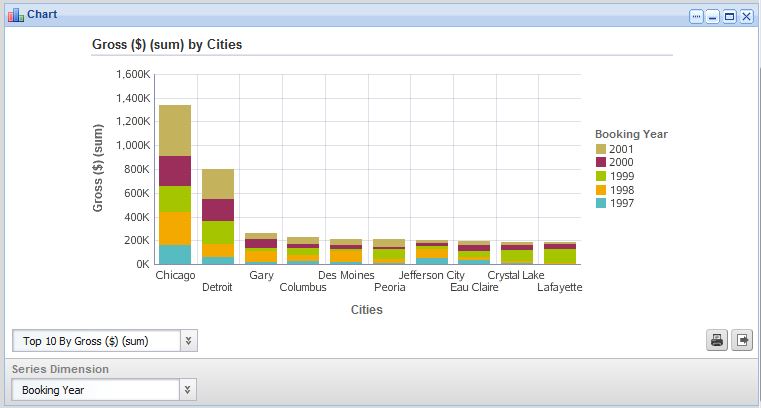 Chart
Gross ($) (sum) by Cities
1,600K
1,400K
1,200K
1,000K
800K
600K
400K
200K
0K
Gross ($) (sum)
Chicago
Detroit
Gary
Columbus
Des Moines
Peoria
Jefferson City
Eau Claire
Crystal Lake
Lafayette
Cities
Booking Year
2001
2000
1999
1998
1997
Top 10 By Gross ($) (sum)
Series Dimension
Booking Year